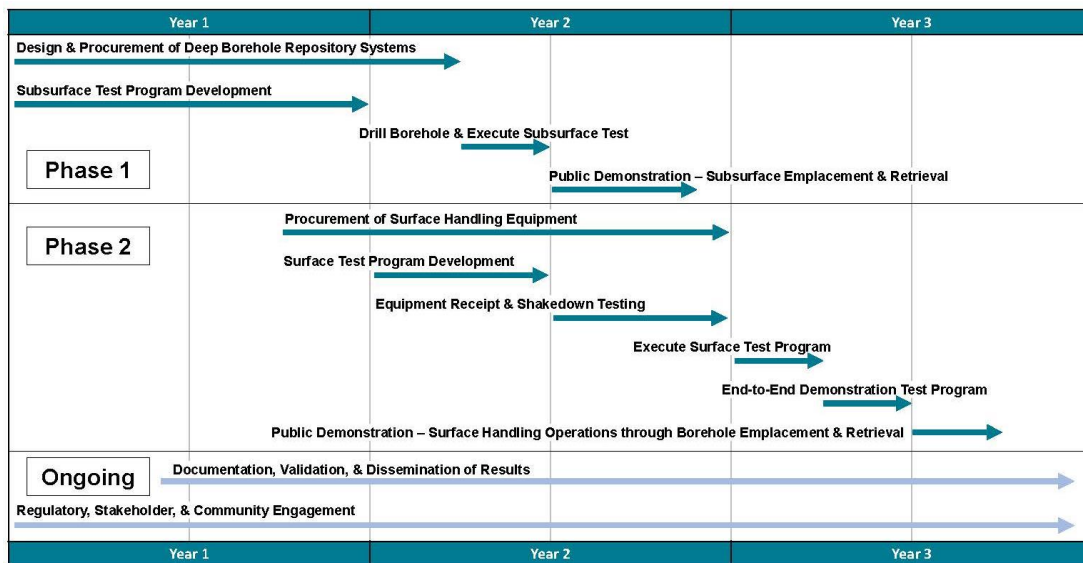 Year 1 Year 2 Year 3
Design & Procurement of Deep Borehole Repository Systems
Subsurface Test Program Development
Drill Borehole & Execute Subsurface Test
Phase 1
Public Demonstration – Subsurface Emplacement & Retrieval
Procurement of Surface Handling Equipment
Phase 2
Surface Test Program Development
Equipment Receipt & Shakedown Testing
Execute Surface Test Program
End-to-End Demonstration Test Program
Public Demonstration – Surface Handling Operations through Borehole Emplacement & Retrieval
Documentation, Validation, & Dissemination of Results
Ongoing
Regulatory, Stakeholder, & Community Engagement
Year 1 Year 2 Year 3